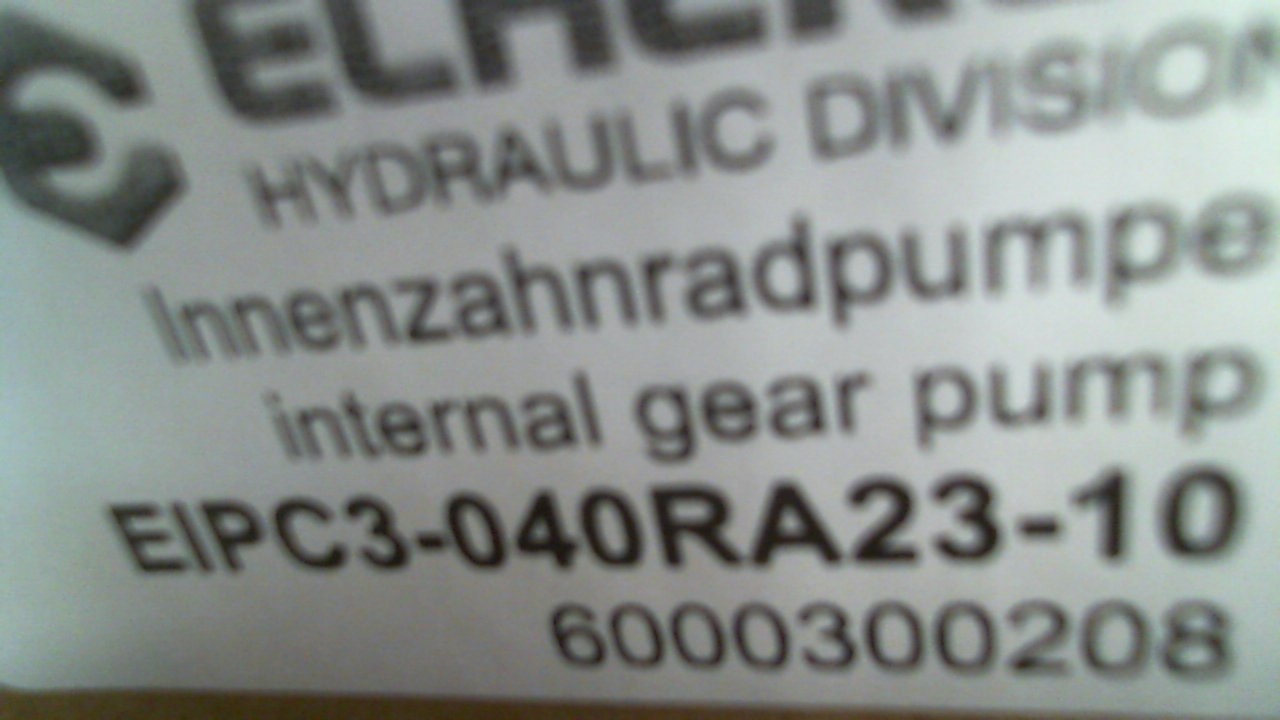 HYDRAULIC DIVISION
Innenzahnradpumpe
internal gear pump
EIPC3-040RA23-10
6000300208